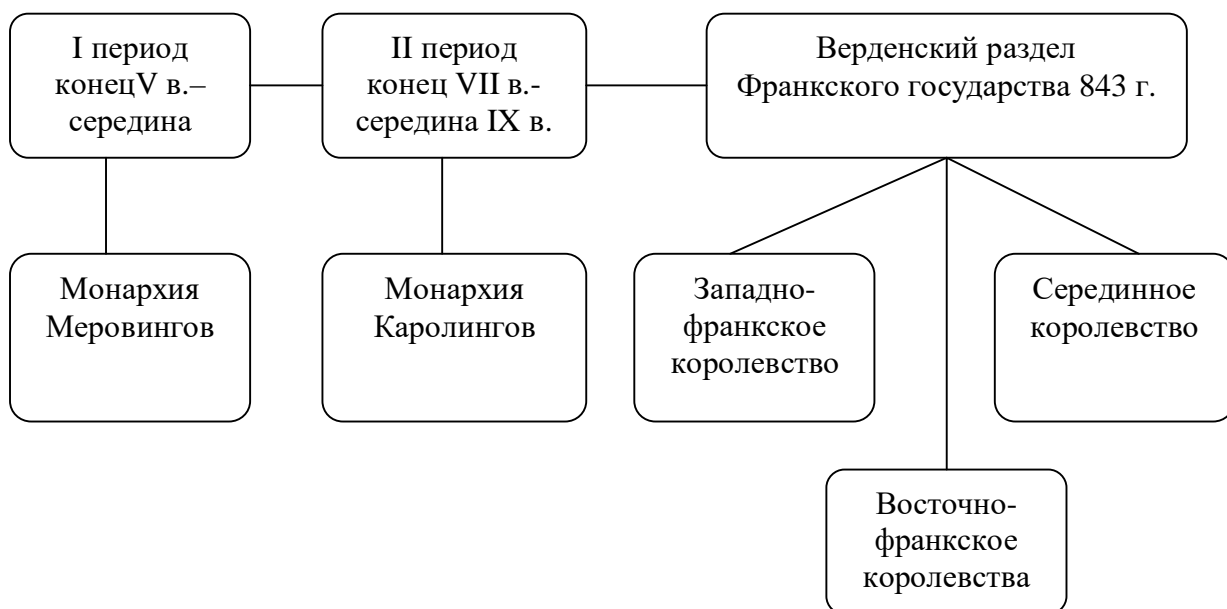 I период
конецV в.–
середина
II период
конец VII в.-
середина IX в.
Верденский раздел
Франкского государства 843 г.
Монархия
Меровингов
Монархия
Каролингов
Западно-
франкское
королевство
Серединное
королевство
Восточно-
франкское
королевства